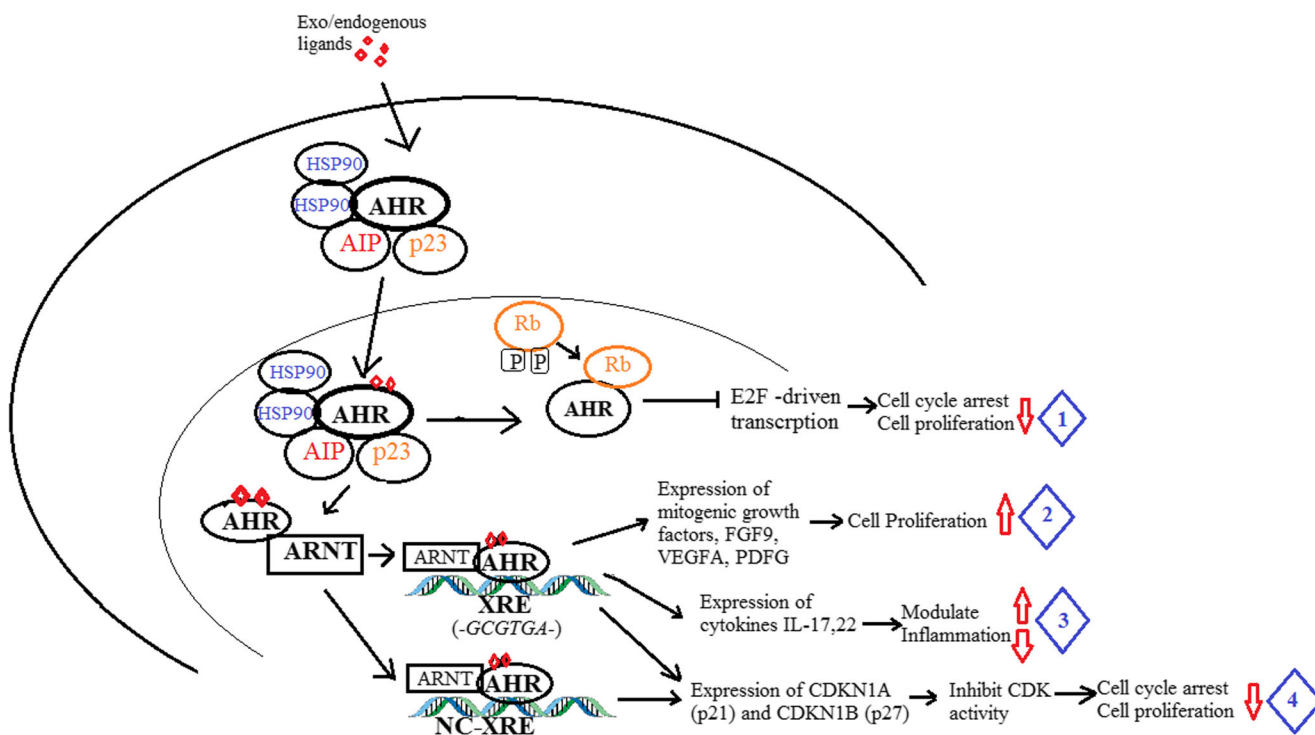 Exo/endogenous
ligands
HSP90
HSP90
AHR
AIP
p23
Rb
P P
Rb
AHR
HSP90
HSP90
AHR
AIP
p23
E2F -driven
transcrption
Cell cycle arrest
Cell proliferation
1
AHR
ARNT
ARNT
AHR
XRE
(-GCGTGA-)
Expression of
mitogenic growth
factors, FGF9,
VEGFA, PDFG
Cell Proliferation
2
Expression of
cytokines IL-17,22
Modulate
Inflammation
3
ARNT
AHR
NC-XRE
Expression of CDKN1A
(p21) and CDKN1B (p27)
Inhibit CDK
activity
Cell cycle arrest
Cell proliferation
4